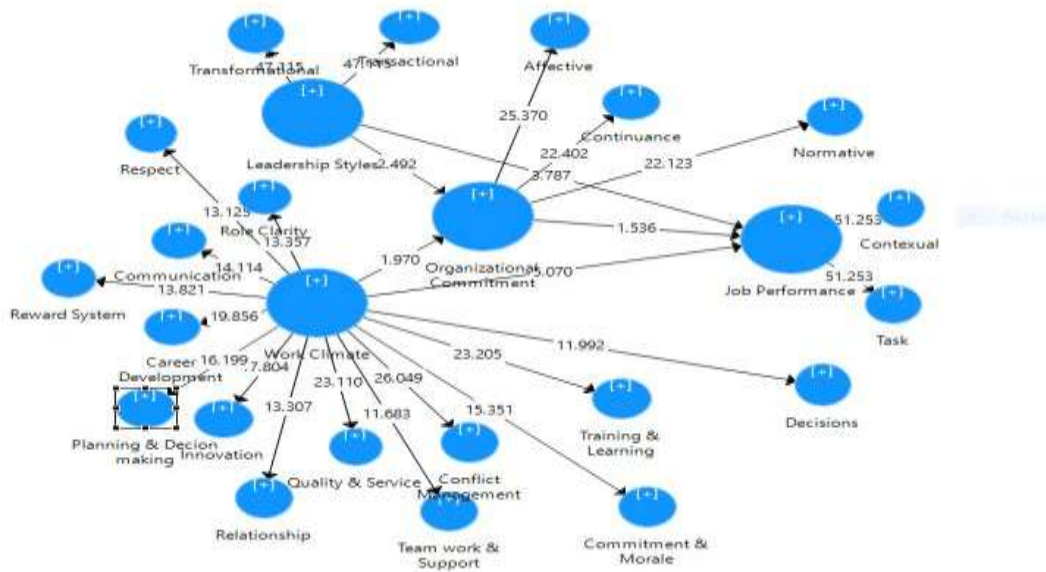 [+]
[+]
[+]
Transformational
47.115
47.115
Transactional
Affective
[+]
[+]
25.370
[+]
[+]
Continuance
Normative
Respect
Leadership Styles
2.492
22.402
22.123
3.787
[+]
[+]
13.125
Role Clarity
13.357
[+]
[+]
[+]
1.536
51.253
Contexual
[+]
Communication
14.114
1.970
Organizational
Commitment
5.070
[+]
13.821
[+]
Job Performance
51.253
[+]
Reward System
19.856
[+]
Work Climate
Task
Career
Development
16.199
7.804
23.110
26.049
23.205
11.992
[+]
13.307
11.683
15.351
[+]
[+]
[+]
Decisions
Planning & Decion
making
Innovation
[+]
Quality & Service
[+]
Conflict
Management
Training &
Learning
[+]
Relationship
[+]
Team work &
Support
[+]
Commitment &
Morale